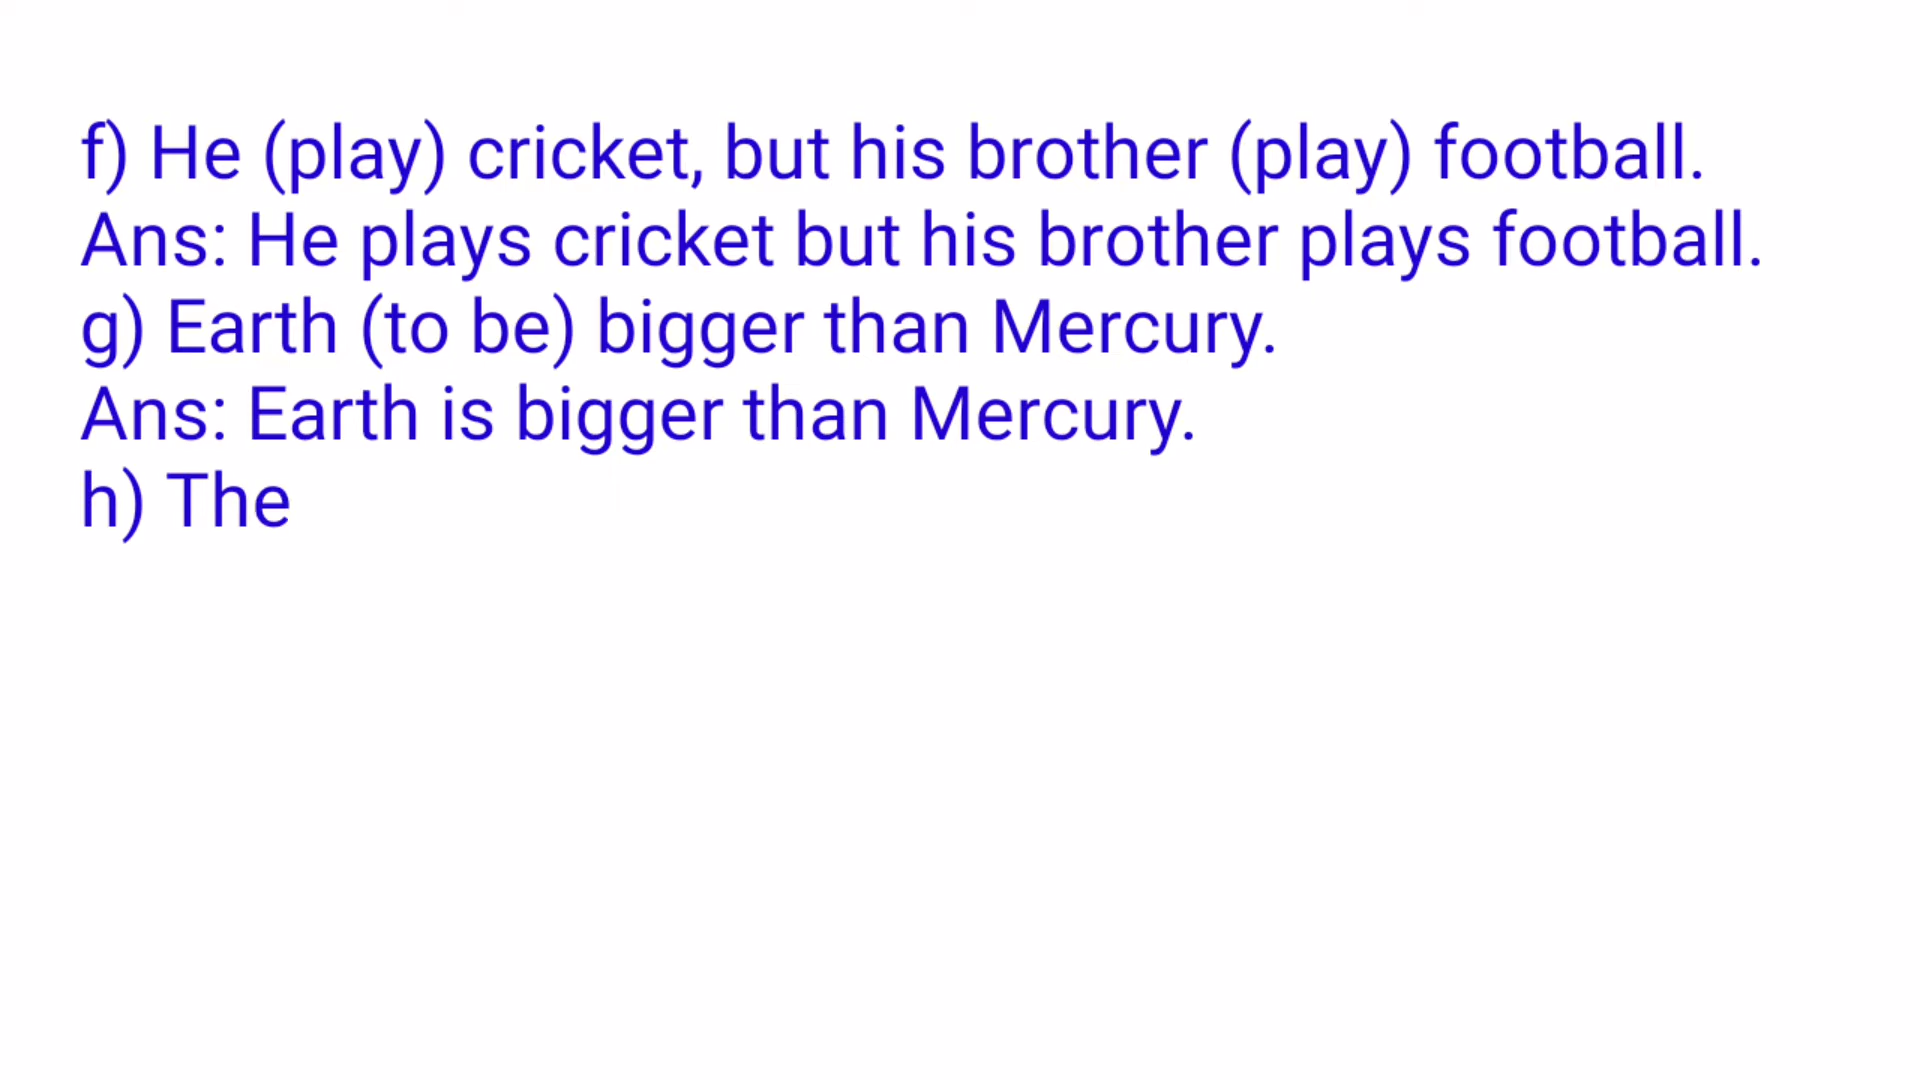 f) He (play) cricket, but his brother (play) football.
Ans: He plays cricket but his brother plays football.
g) Earth (to be) bigger than Mercury.
Ans: Earth is bigger than Mercury.
h) The